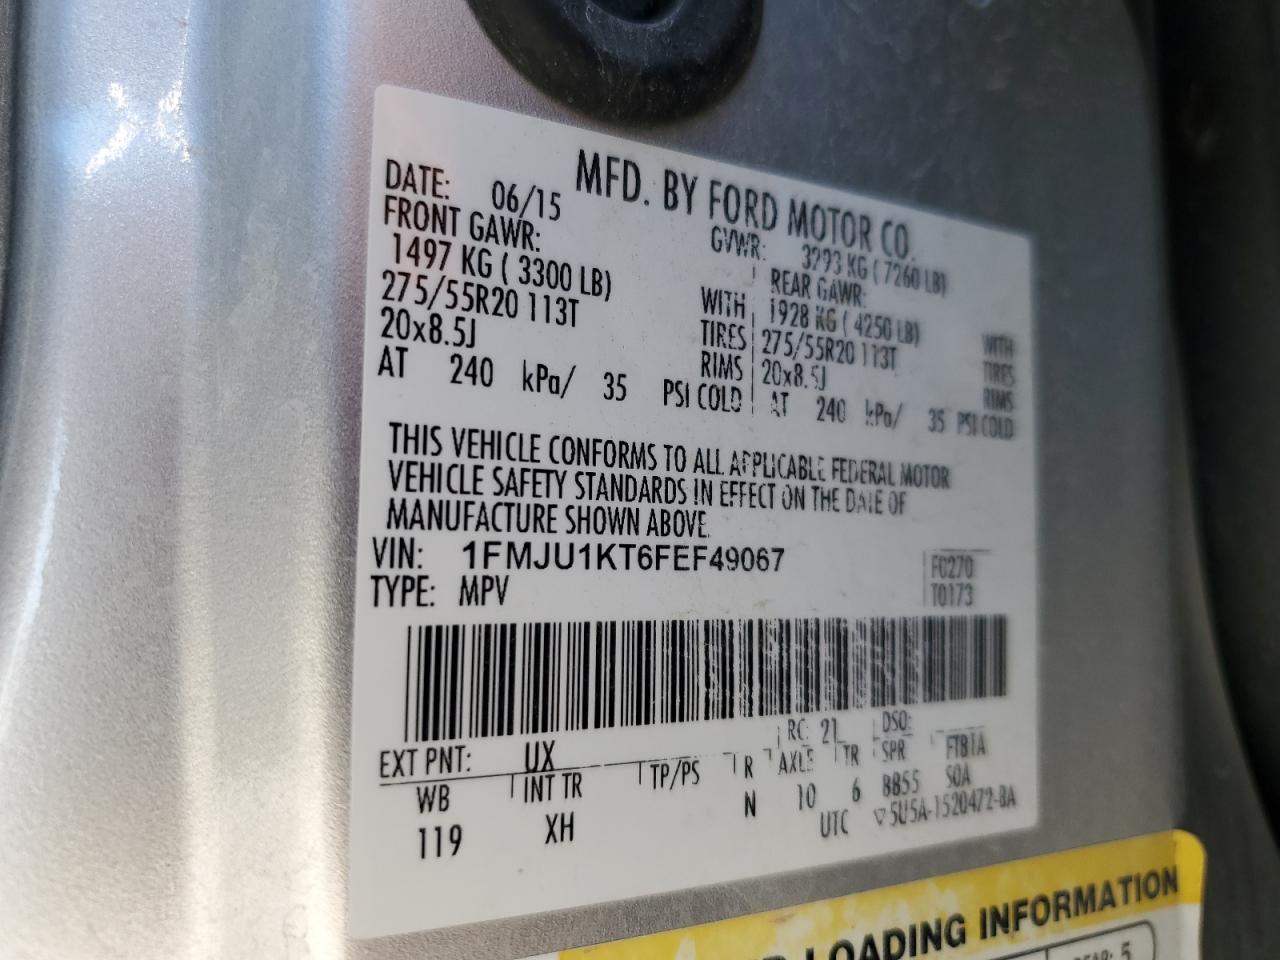 MFD. BY FORD MOTOR CO.
DATE: 06/15 GVWR: 3293 KG ( 7260 LB)
FRONT GAWR: REAR GAWR:
1497 KG ( 3300 LB) WITH 1928 KG ( 4250 LB) WITH
275/55R20 113T TIRES 275/55R20 113T TIRES
20x8.5J RIMS 20x8.5J RIMS
AT 240 kPa/ 35 PSI COLD AT 240 kPa/ 35 PSI COLD
THIS VEHICLE CONFORMS TO ALL APPLICABLE FEDERAL MOTOR
VEHICLE SAFETY STANDARDS IN EFFECT ON THE DATE OF
MANUFACTURE SHOWN ABOVE.
VIN: 1FMJU1KT6FEF49067 F0270
TYPE: MPV T0173
EXT PNT: UX RC: 21 DSO:
WB INT TR TP/PS R AXLE TR SPR FTB1A
119 XH N 10 6 BB55 SOA
UTC ▽5U5A-1520472-BA
LOADING INFORMATION
5